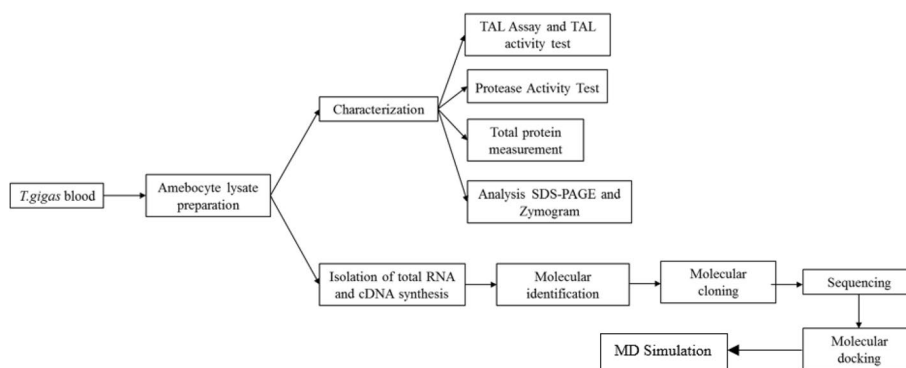 TAL Assay and TAL
activity test
Protease Activity Test
Characterization
Total protein
measurement
T.gigas blood
Amebocyte lysate
preparation
Analysis SDS-PAGE and
Zymogram
Isolation of total RNA
and cDNA synthesis
Molecular
identification
Molecular
cloning
Sequencing
Molecular
docking
MD Simulation